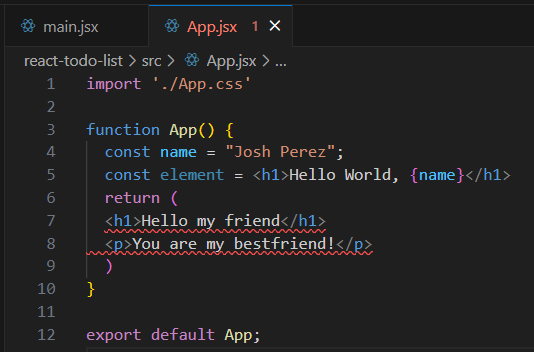 main.jsx App.jsx 1 ×
react-todo-list > src > App.jsx > ...
1 import './App.css'
2
3 function App() {
4   const name = "Josh Perez";
5   const element = <h1>Hello World, {name}</h1>
6   return (
7   <h1>Hello my friend</h1>
8   <p>You are my bestfriend!</p>
9   )
10 }
11
12 export default App;